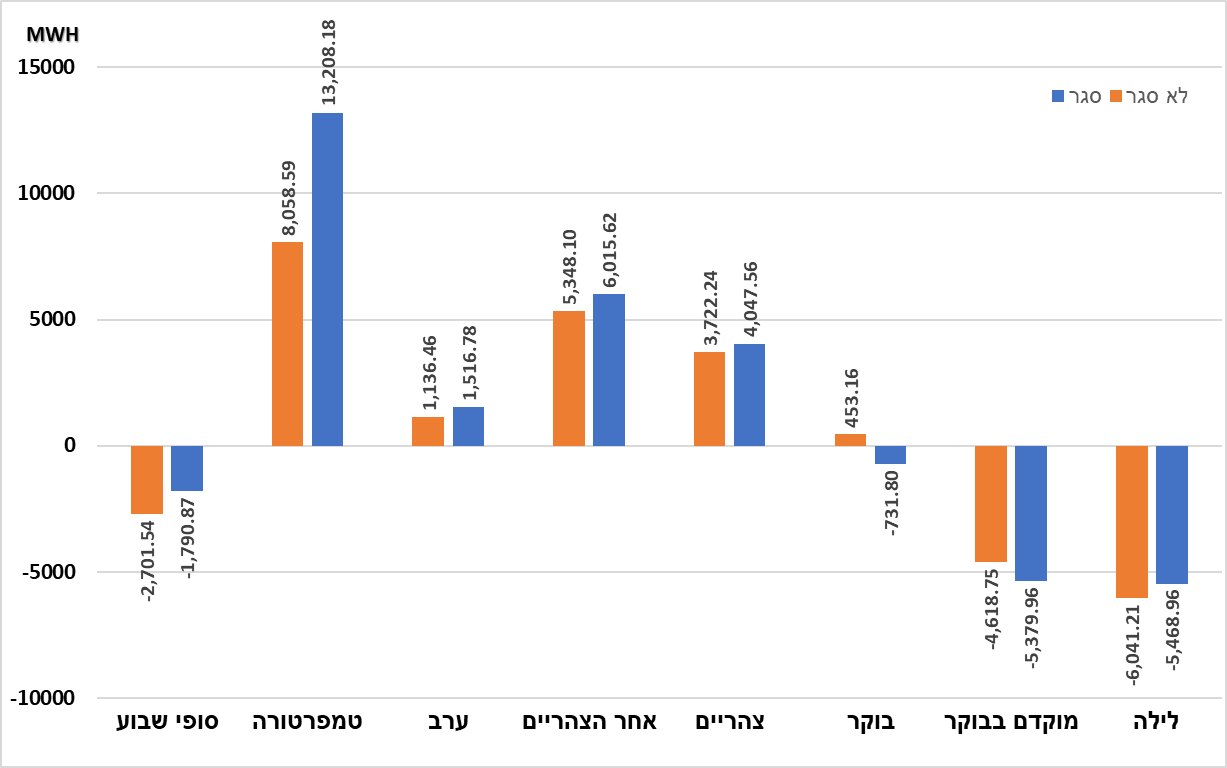 MWH
סגר
לא סגר
15000
10000
5000
0
-5000
-10000
-2,701.54
-1,790.87
8,058.59
13,208.18
1,136.46
1,516.78
5,348.10
6,015.62
3,722.24
4,047.56
453.16
-731.80
-4,618.75
-5,379.96
-6,041.21
-5,468.96
לילה
מוקדם בבוקר
בוקר
צהריים
אחר הצהריים
ערב
טמפרטורה
סופי שבוע